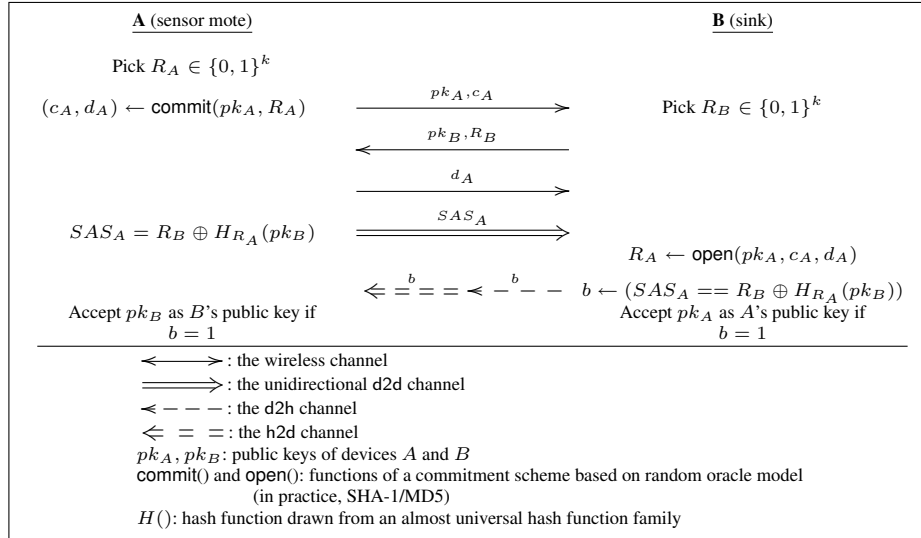 A (sensor mote) B (sink)
Pick R_A ∈ {0, 1}^k
(c_A, d_A) ← commit(pk_A, R_A) pk_A, c_A Pick R_B ∈ {0, 1}^k
pk_B, R_B
d_A
SAS_A
SAS_A = R_B ⊕ H_{R_A}(pk_B)
R_A ← open(pk_A, c_A, d_A)
b b b ← (SAS_A == R_B ⊕ H_{R_A}(pk_B))
Accept pk_B as B's public key if Accept pk_A as A's public key if
b = 1 b = 1
: the wireless channel
: the unidirectional d2d channel
: the d2h channel
: the h2d channel
pk_A, pk_B: public keys of devices A and B
commit() and open(): functions of a commitment scheme based on random oracle model
(in practice, SHA-1/MD5)
H(): hash function drawn from an almost universal hash function family